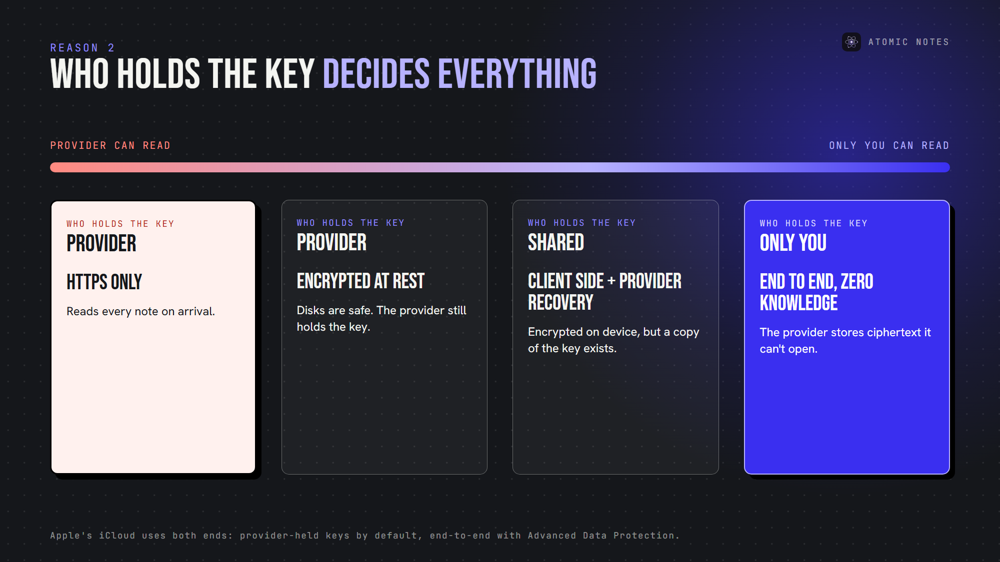 REASON 2
WHO HOLDS THE KEY DECIDES EVERYTHING
ATOMIC NOTES
PROVIDER CAN READ
ONLY YOU CAN READ
WHO HOLDS THE KEY
PROVIDER
HTTPS ONLY
Reads every note on arrival.
WHO HOLDS THE KEY
PROVIDER
ENCRYPTED AT REST
Disks are safe. The provider still
holds the key.
WHO HOLDS THE KEY
SHARED
CLIENT SIDE + PROVIDER
RECOVERY
Encrypted on device, but a copy
of the key exists.
WHO HOLDS THE KEY
ONLY YOU
END TO END, ZERO
KNOWLEDGE
The provider stores ciphertext it
can't open.
Apple's iCloud uses both ends: provider-held keys by default, end-to-end with Advanced Data Protection.